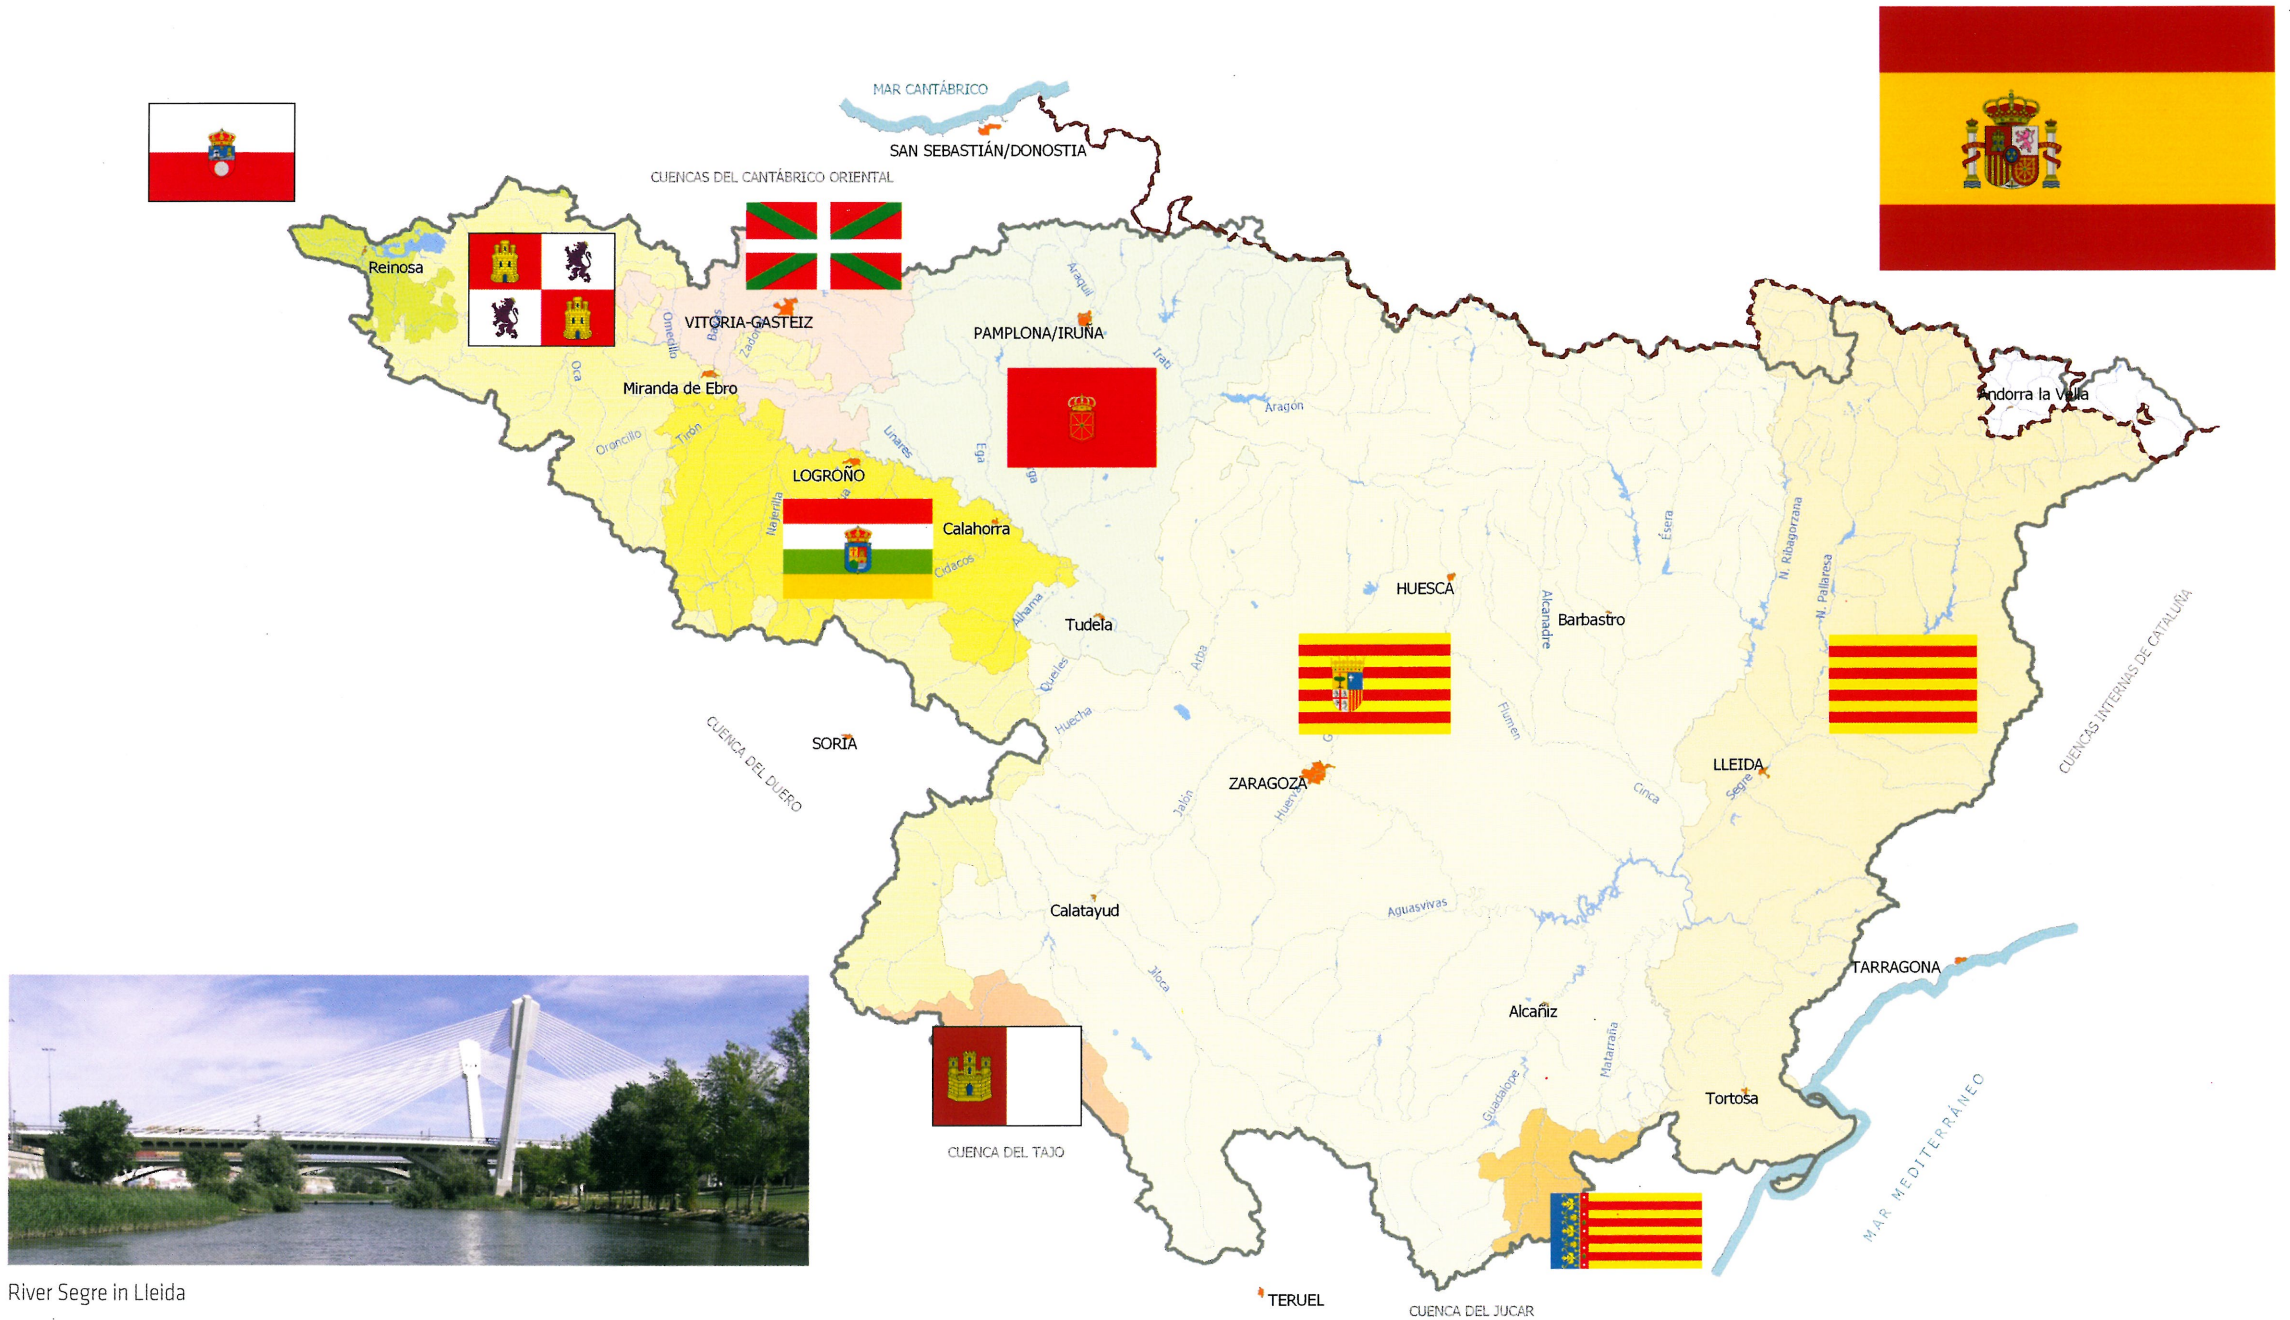 MAR CANTÁBRICO
SAN SEBASTIÁN/DONOSTIA
CUENCAS DEL CANTÁBRICO ORIENTAL
Reinosa
VITORIA-GASTEIZ
Omecillo
Bayas
Zadorra
Araquil
PAMPLONA/IRUÑA
Irati
Oca
Miranda de Ebro
Andorra la Vella
Aragón
Oroncillo
Tirón
Linares
Ega
rga
LOGROÑO
Najerilla
Calahorra
Cidacos
N. Ribagorzana
Ésera
N. Pallaresa
HUESCA
Alcanadre
Barbastro
Alhama
Tudela
Arba
Queiles
Huecha
Flumen
G
CUENCAS INTERNAS DE CATALUÑA
CUENCA DEL DUERO
SORIA
ZARAGOZA
LLEIDA
Segre
Cinca
Jalón
Huerva
Calatayud
Aguasvivas
Jiloca
TARRAGONA
Alcañiz
Matarraña
Guadalope
Tortosa
MAR MEDITERRÁNEO
CUENCA DEL TAJO
River Segre in Lleida
TERUEL
CUENCA DEL JUCAR